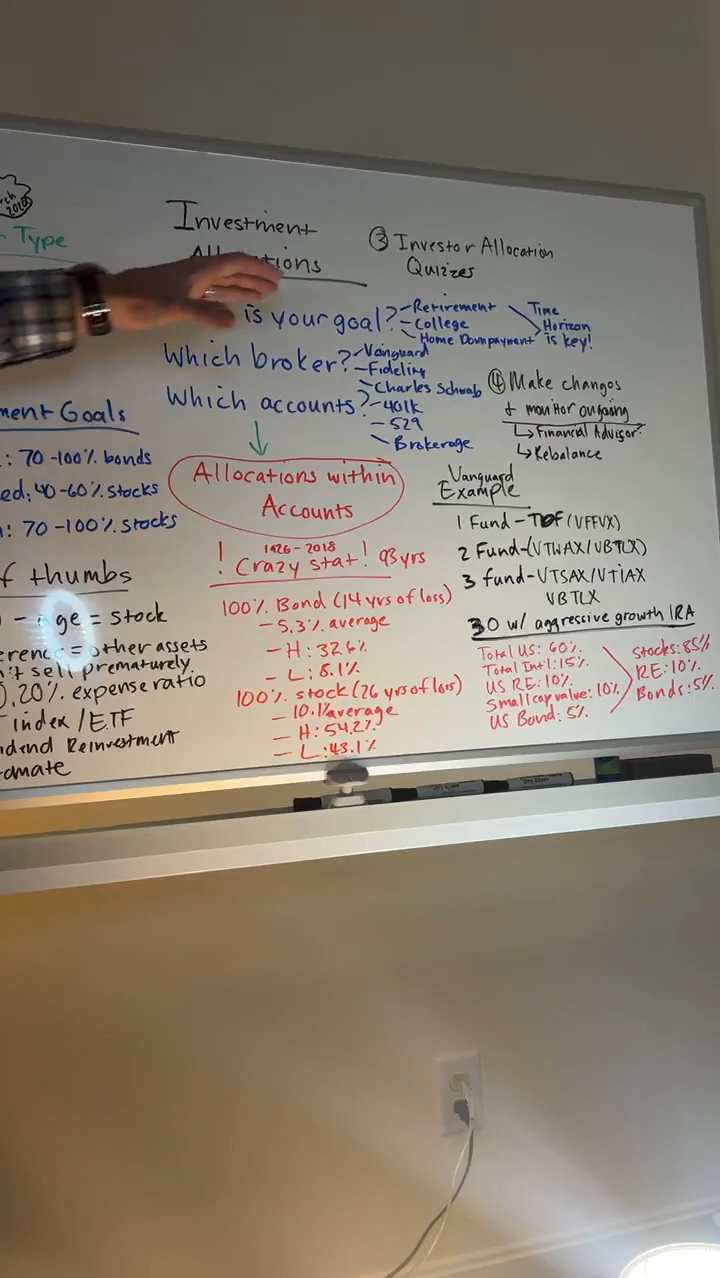 2020
Type
ment Goals
: 70-100% bonds
ed: 40-60% stocks
: 70-100% stocks
f thumbs
- age = stock
erence = other assets
't sell prematurely
.20% expense ratio
index/ETF
idend Reinvestment
omate
Investment
is your goal?
- Retirement
- College
- Home Downpayment
Time
Horizon
is key!
Which broker?
- Vanguard
- Fidelity
- Charles Schwab
Which accounts?
- 401k
- 529
- Brokerage
Allocations within
Accounts
1926-2018
! Crazy stat! 93 yrs
100% Bond (14 yrs of loss)
- 5.3% average
- H: 32.6%
- L: 8.1%
100% stock (26 yrs of loss)
- 10.1% average
- H: 54.2%
- L: 43.1%
③ Investor Allocation
Quizes
④ Make changes
+ monitor ongoing
↳ Financial Advisor?
↳ Rebalance
Vanguard
Example
1 Fund - TDF (VFFVX)
2 Fund - (VTWAX/VBTLX)
3 fund - VTSAX/VTIAX
VBTLX
30 w/ aggressive growth IRA
Total US: 60%
Total Intl: 15%
US RE: 10%
Small cap value: 10%
US Bond: 5%
Stocks: 85%
RE: 10%
Bonds: 5%